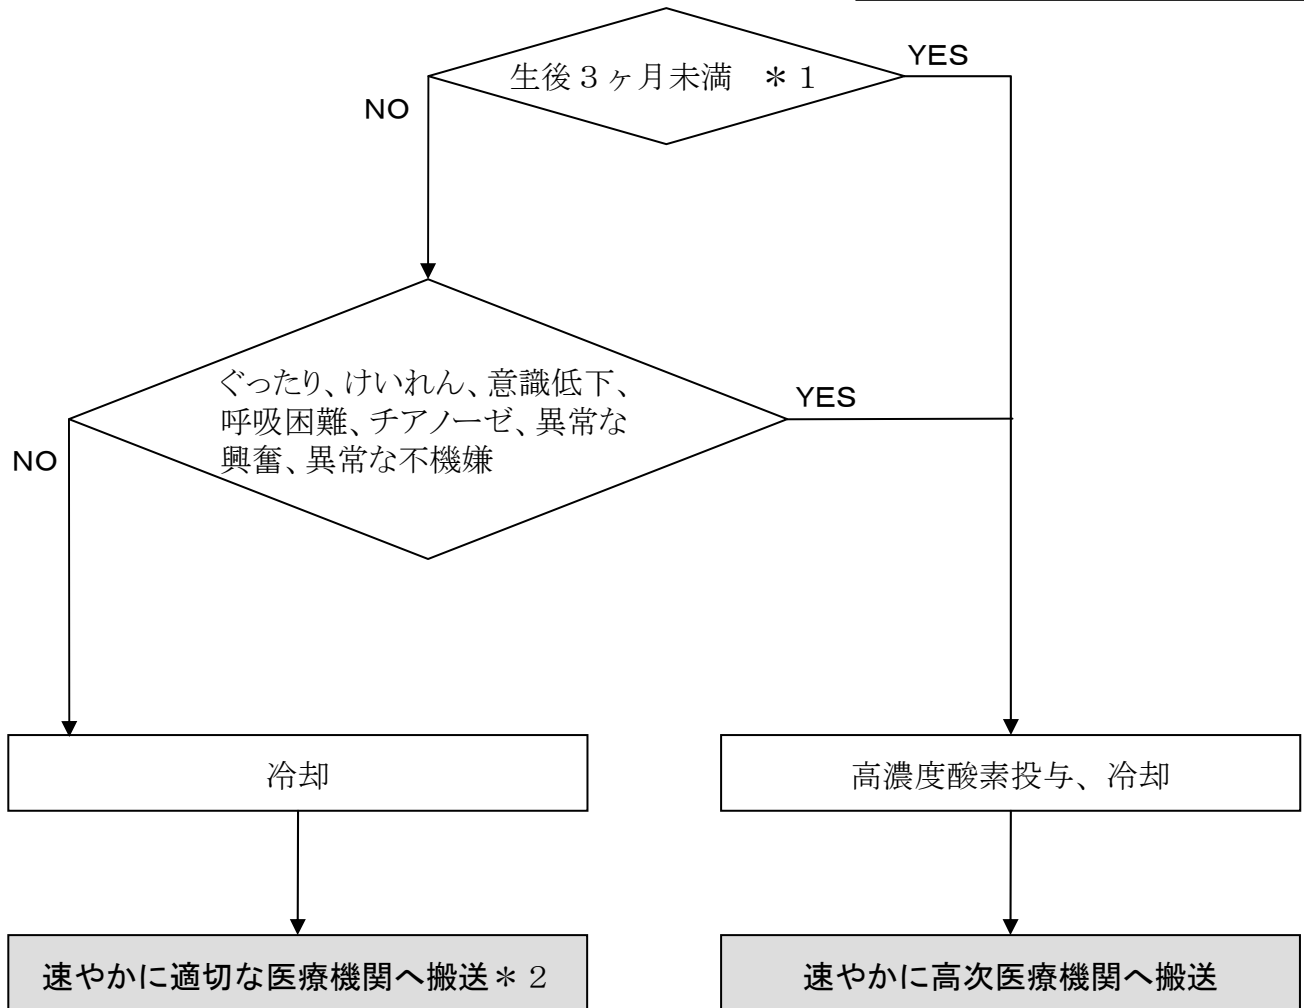 生後３ヶ月未満　＊１
YES
NO
ぐったり、けいれん、意識低下、
呼吸困難、チアノーゼ、異常な
興奮、異常な不機嫌
YES
NO
冷却
高濃度酸素投与、冷却
速やかに適切な医療機関へ搬送＊２
速やかに高次医療機関へ搬送